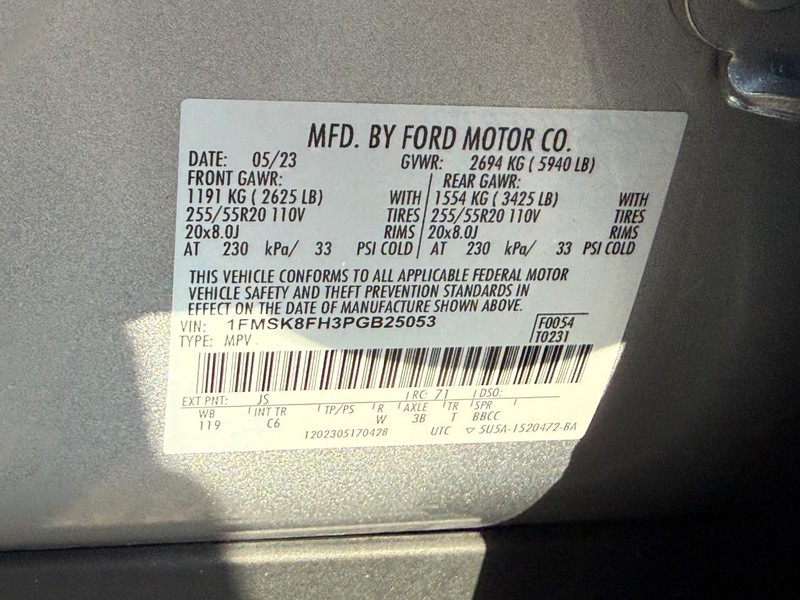 MFD. BY FORD MOTOR CO.
DATE: 05/23 GVWR: 2694 KG ( 5940 LB)
FRONT GAWR: REAR GAWR:
1191 KG ( 2625 LB) WITH 1554 KG ( 3425 LB) WITH
255/55R20 110V TIRES 255/55R20 110V TIRES
20x8.0J RIMS 20x8.0J RIMS
AT 230 kPa/ 33 PSI COLD AT 230 kPa/ 33 PSI COLD
THIS VEHICLE CONFORMS TO ALL APPLICABLE FEDERAL MOTOR
VEHICLE SAFETY AND THEFT PREVENTION STANDARDS IN
EFFECT ON THE DATE OF MANUFACTURE SHOWN ABOVE.
VIN: 1FMSK8FH3PGB25053 F0054
TYPE: MPV T0231
EXT PNT: JS RC: 71 DSO:
WB INT TR TP/PS R AXLE TR SPR
119 C6 W 3B T BBCC
1202305170428 UTC ▽ 5U5A-1520472-BA